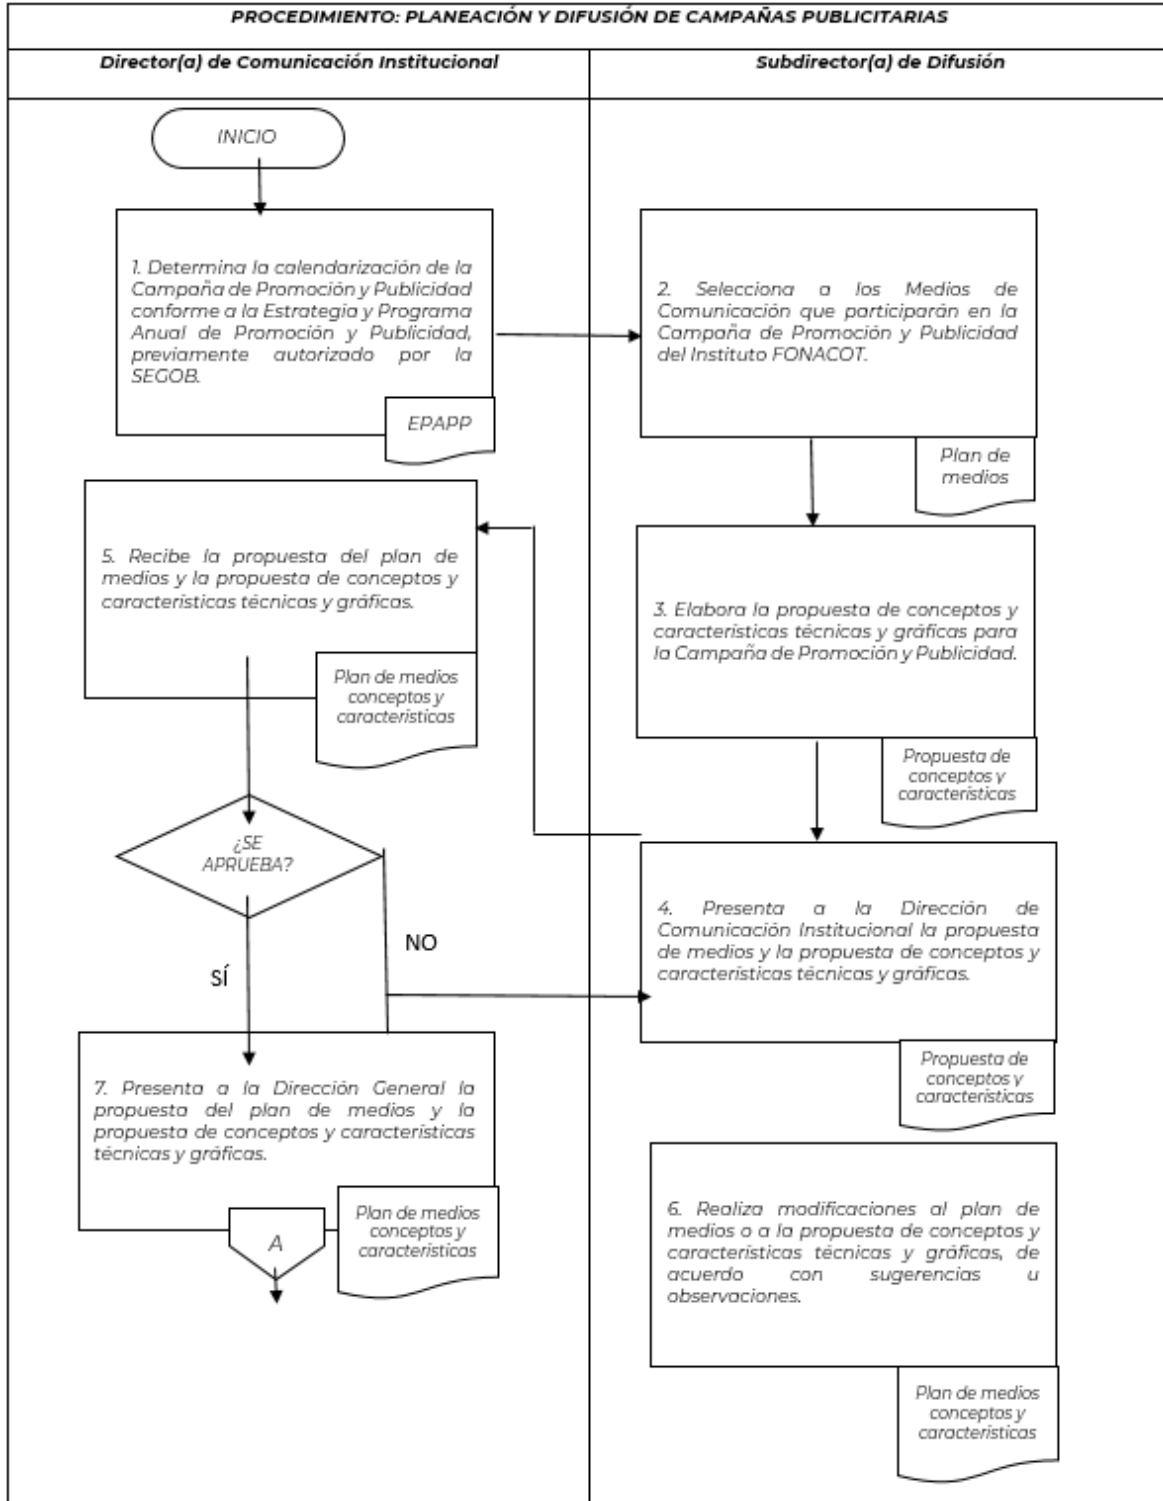 PROCEDIMIENTO: PLANEACIÓN Y DIFUSIÓN DE CAMPAÑAS PUBLICITARIAS
Director(a) de Comunicación Institucional
Subdirector(a) de Difusión
INICIO
1. Determina la calendarización de la
Campaña de Promoción y Publicidad
conforme a la Estrategia y Programa
Anual de Promoción y Publicidad,
previamente autorizado por la
SEGOB.
EPAPP
2. Selecciona a los Medios de
Comunicación que participarán en la
Campaña de Promoción y Publicidad
del Instituto FONACOT.
Plan de
medios
5. Recibe la propuesta del plan de
medios y la propuesta de conceptos y
características técnicas y gráficas.
Plan de medios
conceptos y
características
3. Elabora la propuesta de conceptos y
características técnicas y gráficas para
la Campaña de Promoción y Publicidad.
Propuesta de
conceptos y
características
¿SE
APRUEBA?
NO
SÍ
4. Presenta a la Dirección de
Comunicación Institucional la propuesta
de medios y la propuesta de conceptos y
características técnicas y gráficas.
Propuesta de
conceptos y
características
7. Presenta a la Dirección General la
propuesta del plan de medios y la
propuesta de conceptos y características
técnicas y gráficas.
Plan de medios
conceptos y
características
A
6. Realiza modificaciones al plan de
medios o a la propuesta de conceptos y
características técnicas y gráficas, de
acuerdo con sugerencias u
observaciones.
Plan de medios
conceptos y
características